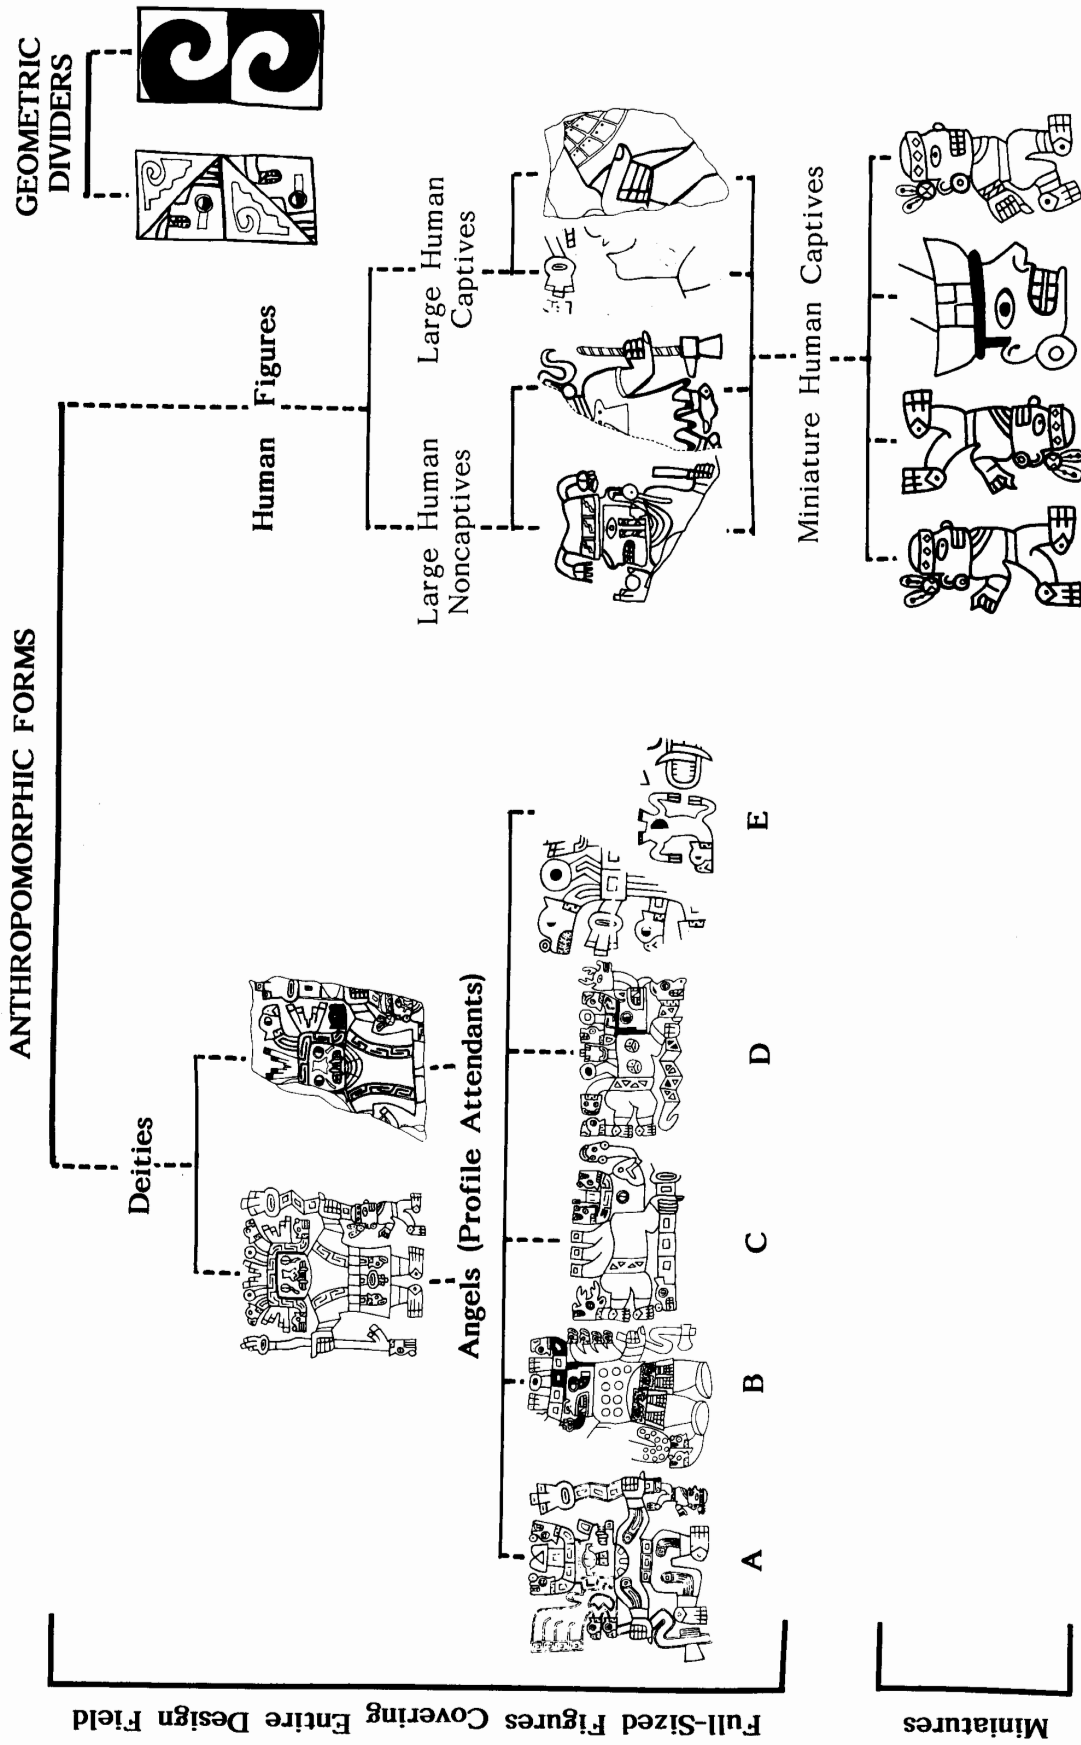 ANTHROPOMORPHIC FORMS
GEOMETRIC
DIVIDERS
Deities
Human Figures
Large Human
Noncaptives
Large Human
Captives
Angels (Profile Attendants)
A
B
C
D
E
Miniature Human Captives
Full-Sized Figures Covering Entire Design Field
Miniatures